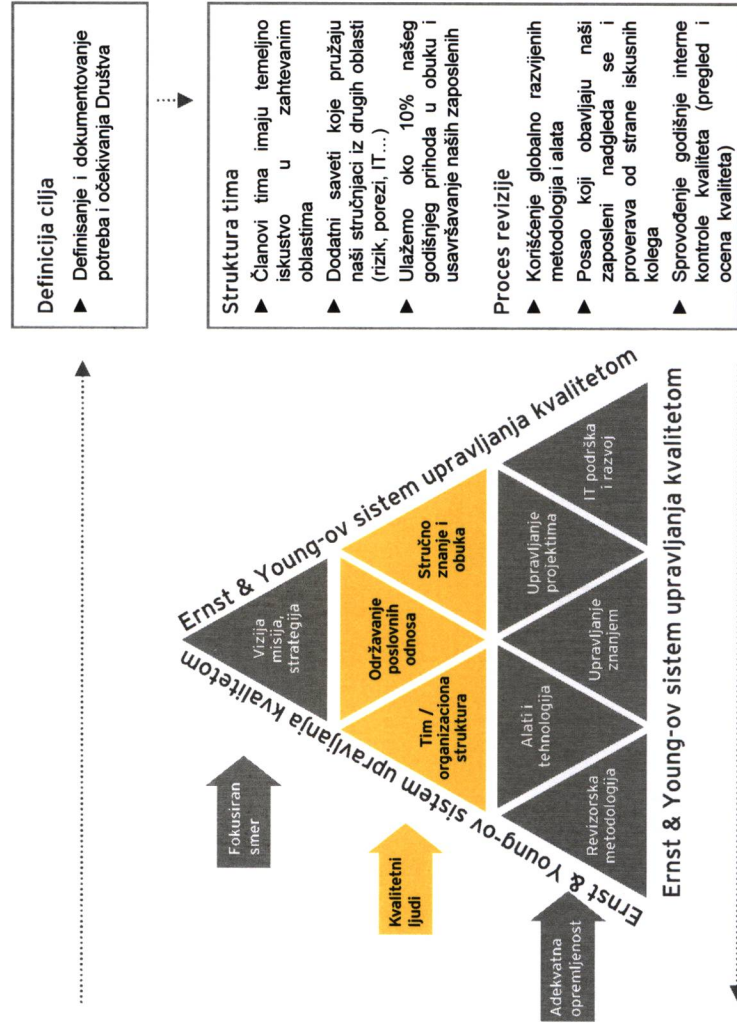 Ernst & Young-ov sistem upravljanja kvalitetom
Ernst & Young-ov sistem upravljanja kvalitetom
Ernst & Young-ov sistem upravljanja kvalitetom
Fokusiran
smer
Kvalitetni
ljudi
Adekvatna
opremljenost
Vizija
misija,
strategija
Tim /
organizaciona
struktura
Održavanje
poslovnih
odnosa
Stručno
znanje i
obuka
Revizorska
metodologija
Alati i
tehnologija
Upravljanje
znanjem
Upravljanje
projektima
IT podrška
i razvoj
Definicija cilja
► Definisanje i dokumentovanje
potreba i očekivanja Društva
Struktura tima
► Članovi tima imaju temeljno
iskustvo u zahtevanim
oblastima
► Dodatni saveti koje pružaju
naši stručnjaci iz drugih oblasti
(rizik, porezi, IT...)
► Ulažemo oko 10% našeg
godišnjeg prihoda u obuku i
usavršavanje naših zaposlenih
Proces revizije
► Korišćenje globalno razvijenih
metodologija i alata
► Posao koji obavljaju naši
zaposleni nadgleda se i
proverava od strane iskusnih
kolega
► Sprovođenje godišnje interne
kontrole kvaliteta (pregled i
ocena kvaliteta)